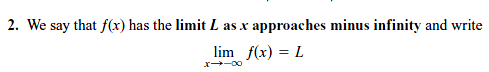 2. We say that f(x) has the limit L as x approaches minus infinity and write
lim f(x) = L
x→−∞